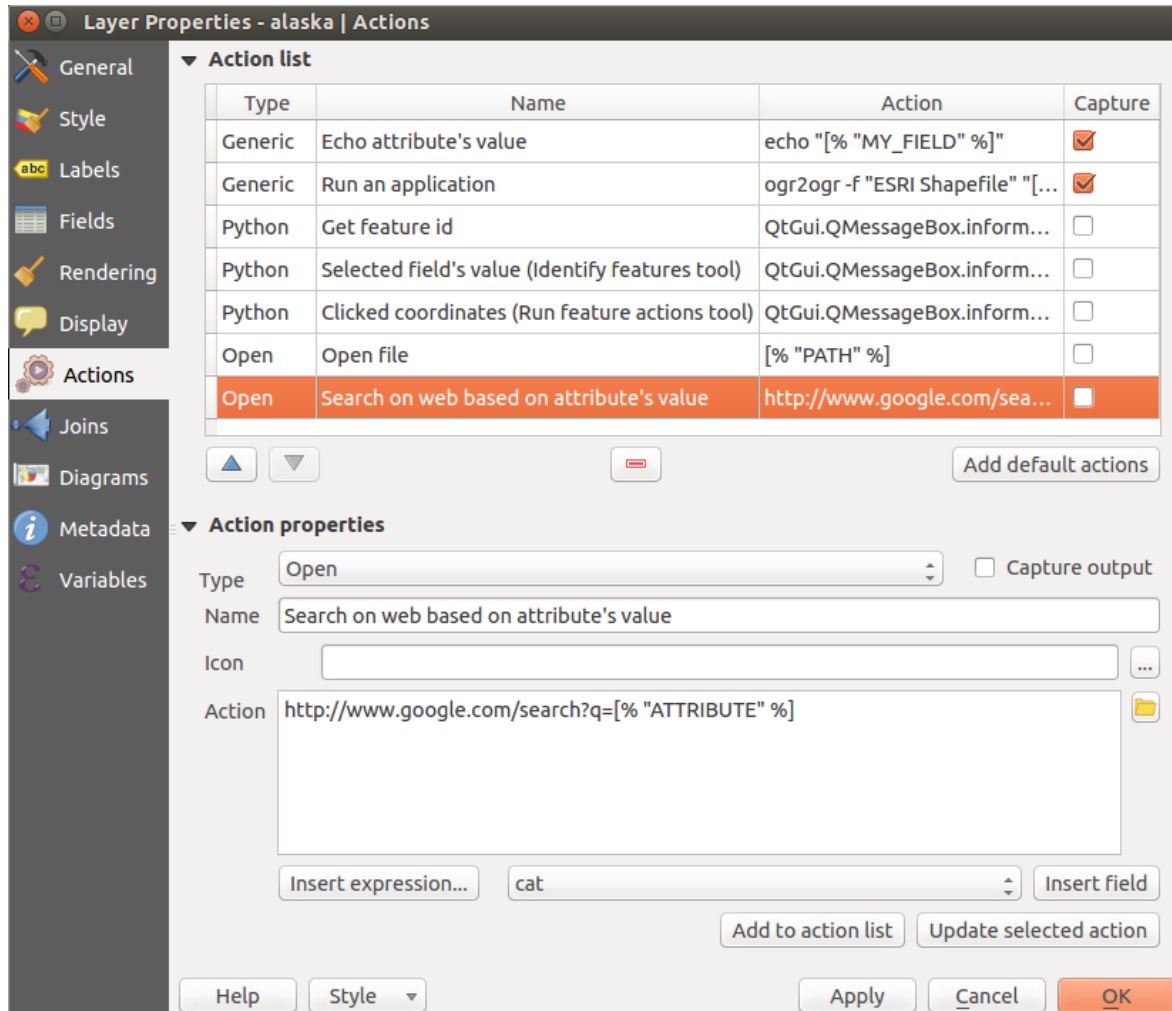 Layer Properties - alaska | Actions
General
Style
abc Labels
Fields
Rendering
Display
Actions
Joins
Diagrams
Metadata
Variables
Action list
Type Name Action Capture
Generic Echo attribute's value echo "[% "MY_FIELD" %]"
Generic Run an application ogr2ogr -f "ESRI Shapefile" "[...
Python Get feature id QtGui.QMessageBox.inform...
Python Selected field's value (Identify features tool) QtGui.QMessageBox.inform...
Python Clicked coordinates (Run feature actions tool) QtGui.QMessageBox.inform...
Open Open file [% "PATH" %]
Open Search on web based on attribute's value http://www.google.com/sea...
Add default actions
Action properties
Type Open Capture output
Name Search on web based on attribute's value
Icon ...
Action http://www.google.com/search?q=[% "ATTRIBUTE" %]
Insert expression... cat Insert field
Add to action list Update selected action
Help Style Apply Cancel OK